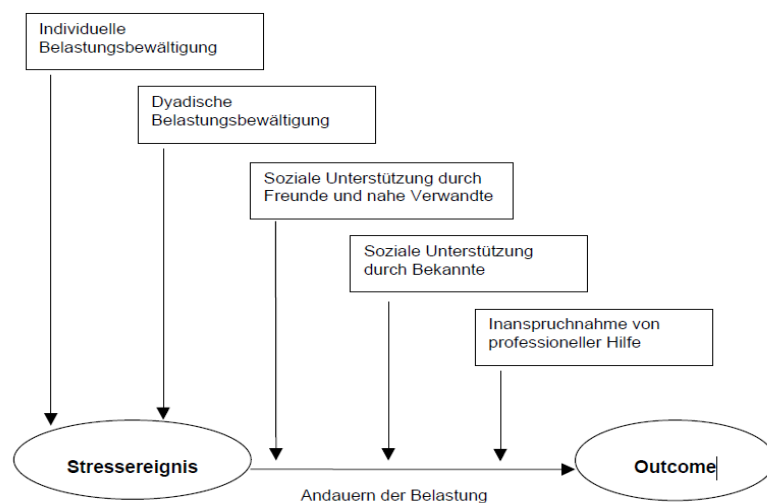 Individuelle
Belastungsbewältigung
Dyadische
Belastungsbewältigung
Soziale Unterstützung durch
Freunde und nahe Verwandte
Soziale Unterstützung
durch Bekannte
Inanspruchnahme von
professioneller Hilfe
Stressereignis
Outcome
Andauern der Belastung